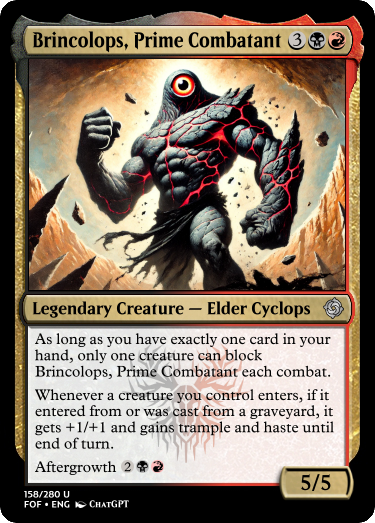 Brincolops, Prime Combatant 3
Legendary Creature — Elder Cyclops
As long as you have exactly one card in your
hand, only one creature can block
Brincolops, Prime Combatant each combat.
Whenever a creature you control enters, if it
entered from or was cast from a graveyard, it
gets +1/+1 and gains trample and haste until
end of turn.
Aftergrowth 2
5/5
158/280 U
FOF • ENG ChatGPT